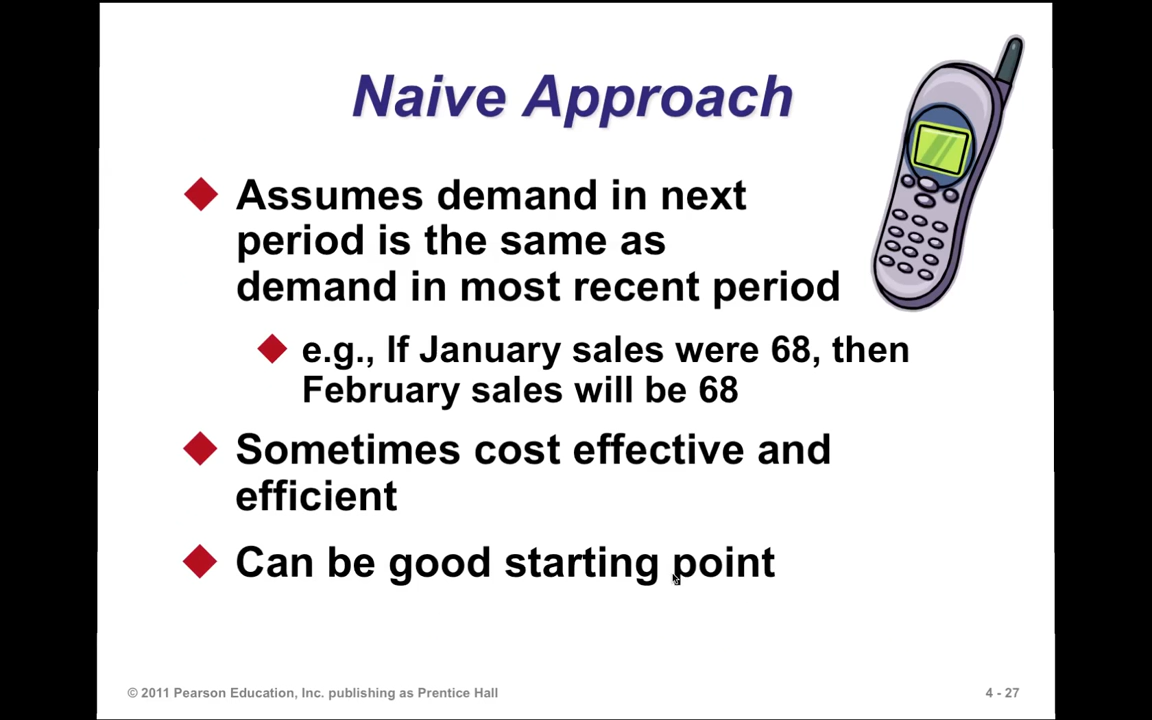 Naive Approach
Assumes demand in next
period is the same as
demand in most recent period
e.g., If January sales were 68, then
February sales will be 68
Sometimes cost effective and
efficient
Can be good starting point
© 2011 Pearson Education, Inc. publishing as Prentice Hall
4 - 27